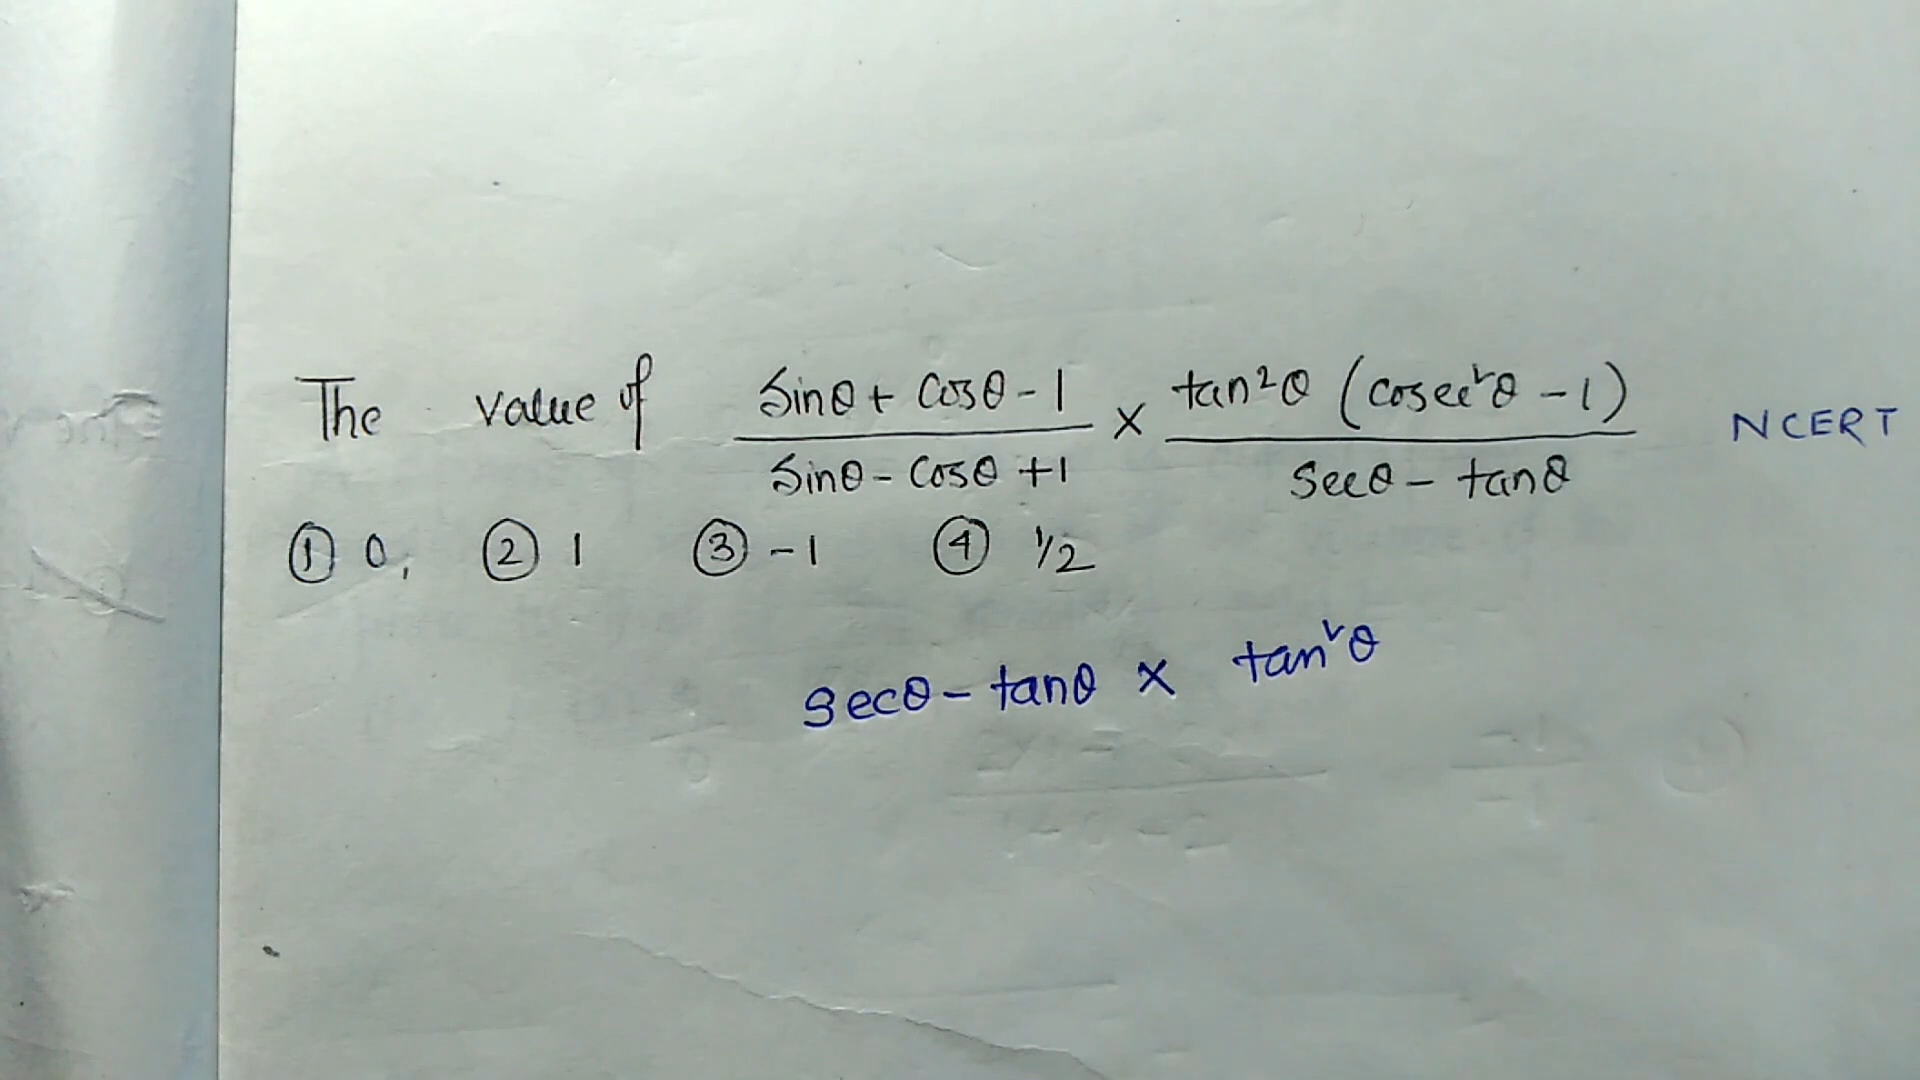 The value of (sinθ + cosθ - 1)/(sinθ - cosθ + 1) × tan²θ (cosec²θ - 1)/(secθ - tanθ) NCERT
① 0, ② 1 ③ -1 ④ 1/2
secθ - tanθ × tan²θ